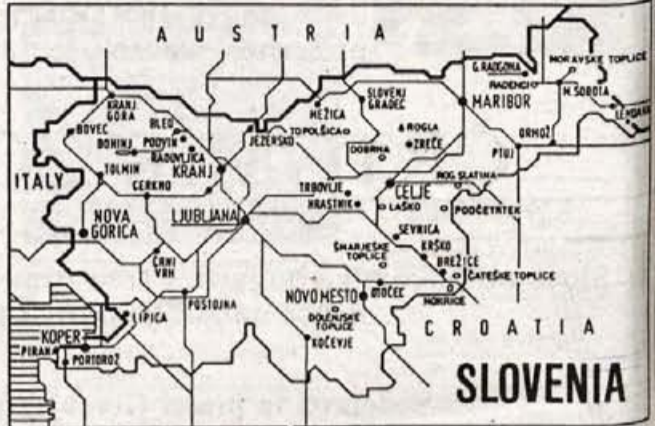 AUSTRIA
G. RADGONA
MORAVSKE TOPLICE
RADENCI
M. SOBOTA
LENDAVA
KRANJ
GORA
MEŽICA
SLOVENJ
GRADEC
MARIBOR
BOVEC
BLED
JEZERSKO
TOPOLŠICA
ROGLA
ORMOŽ
BOHINJ
PODVIN
DOBRNA
ZREČE
PTUJ
RADOVLJICA
KRANJ
ITALY
TOLMIN
CERKNO
TRBOVLJE
CELJE
ROG. SLATINA
HRASTNIK
LAŠKO
PODČETRTEK
NOVA
GORICA
LJUBLJANA
SEVNICA
ŠMARJEŠKE
TOPLICE
KRŠKO
ČRNI
VRH
BREŽICE
ČATEŠKE TOPLICE
NOVO MESTO
OTOČEC
MOKRICE
POSTOJNA
LIPICA
DOLENJSKE
TOPLICE
CROATIA
KOPER
KOČEVJE
PIRAN
PORTOROŽ
SLOVENIA